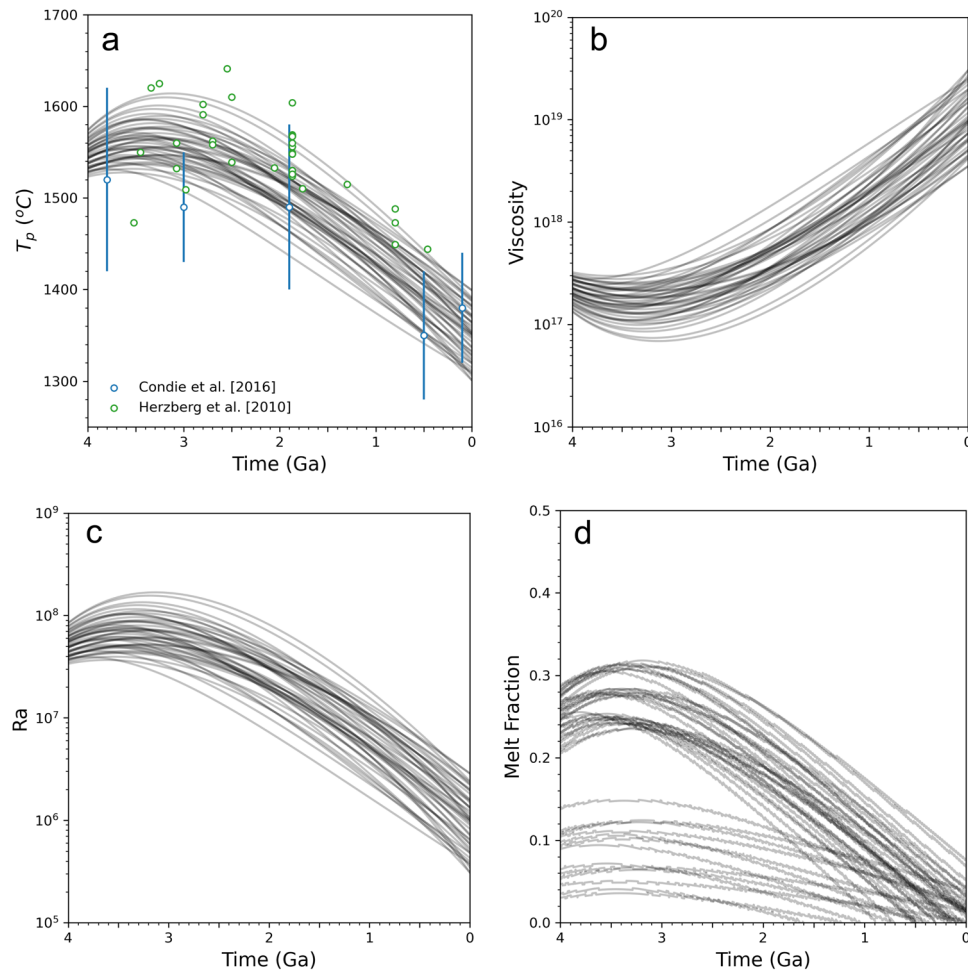 a
1700
1600
1500
1400
1300
T_p (°C)
Condie et al. [2016]
Herzberg et al. [2010]
4 3 2 1 0
Time (Ga)
b
10^20
10^19
10^18
10^17
10^16
Viscosity
4 3 2 1 0
Time (Ga)
c
10^9
10^8
10^7
10^6
10^5
Ra
4 3 2 1 0
Time (Ga)
d
0.5
0.4
0.3
0.2
0.1
0.0
Melt Fraction
4 3 2 1 0
Time (Ga)